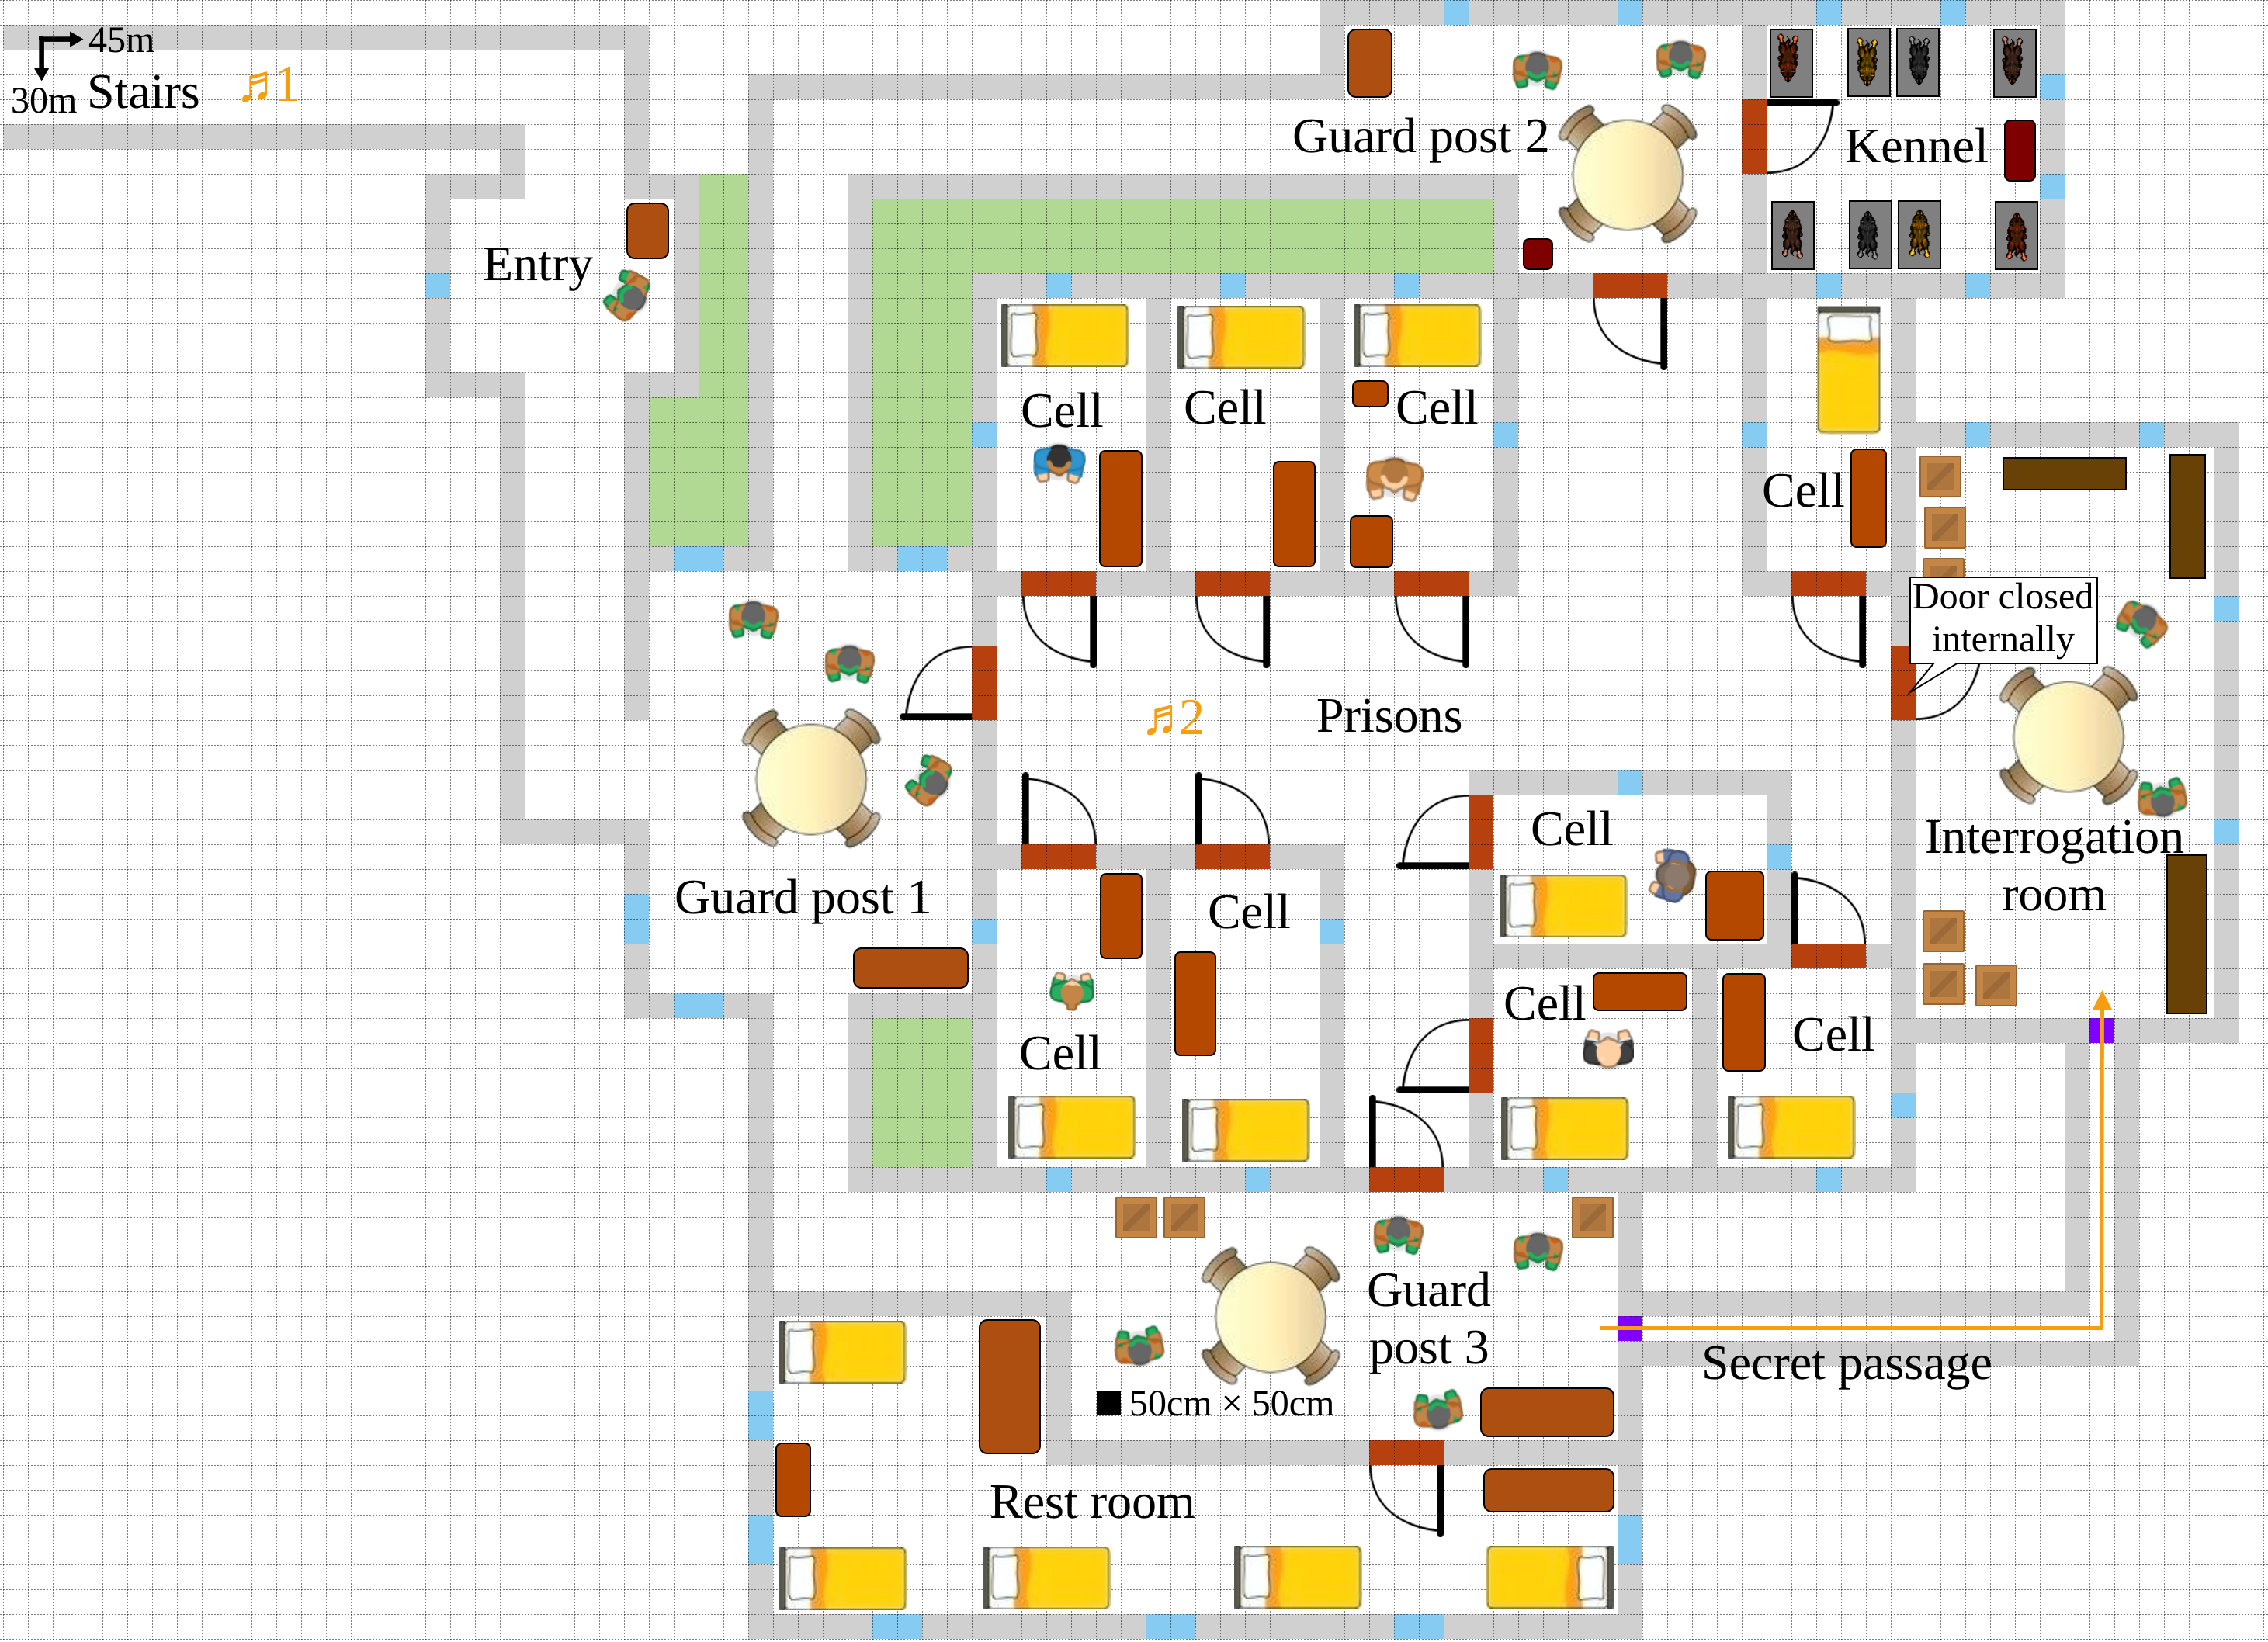 45m
30m
Stairs
♬1
Guard post 2
Kennel
Entry
Cell
Cell
Cell
Cell
Door closed
internally
♬2
Prisons
Cell
Interrogation
room
Guard post 1
Cell
Cell
Cell
Cell
Guard
post 3
Secret passage
50cm × 50cm
Rest room